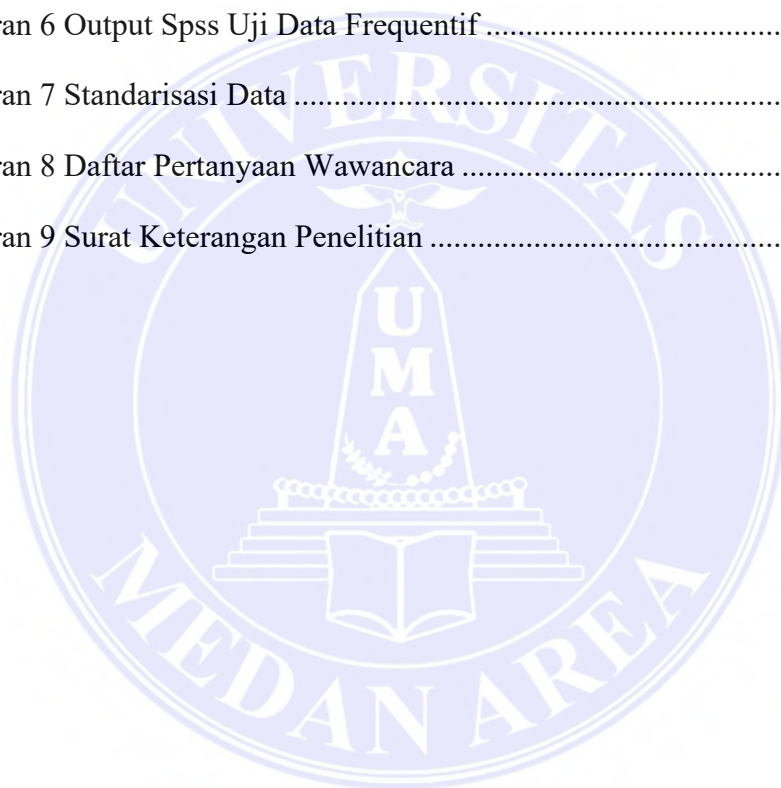 ran 6 Output Spss Uji Data Frequentif ............................................
ran 7 Standarisasi Data ......................................................................
ran 8 Daftar Pertanyaan Wawancara ...............................................
ran 9 Surat Keterangan Penelitian ....................................................
UNIVERSITAS
U
M
A
MEDAN AREA